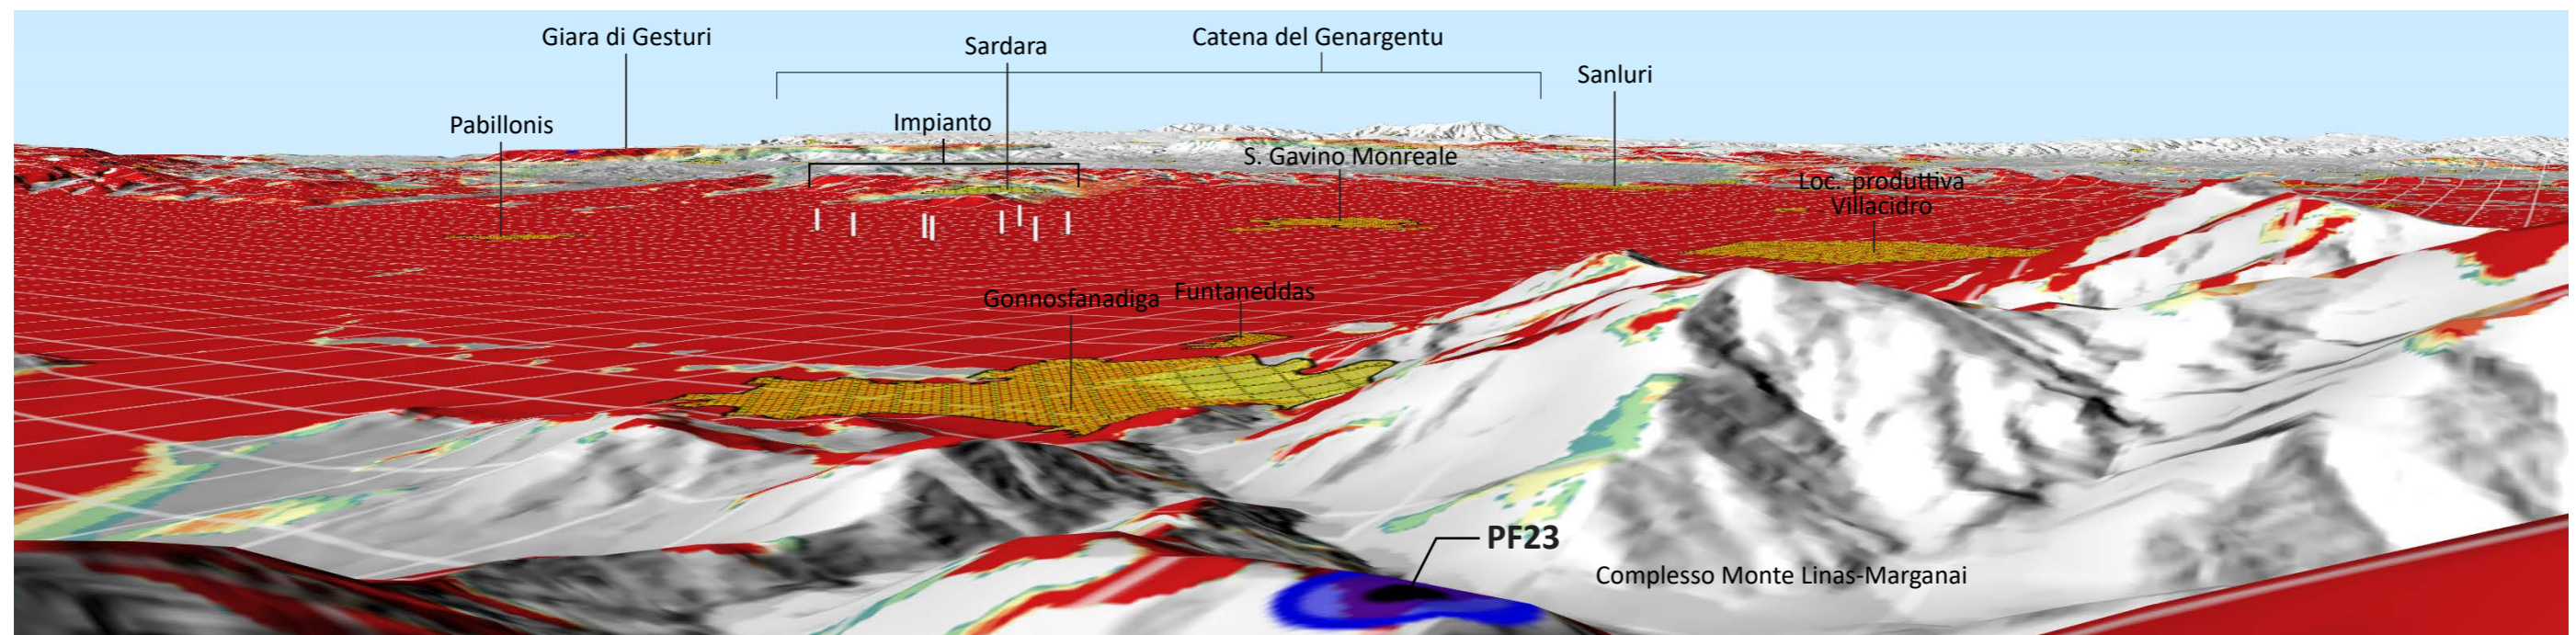 Giara di Gesturi
Sardara
Catena del Genargentu
Sanluri
Pabillonis
Impianto
S. Gavino Monreale
Loc. produttiva
Villacidro
Gonnosfanadiga
Funtaneddas
PF23
Complesso Monte Linas-Marganai